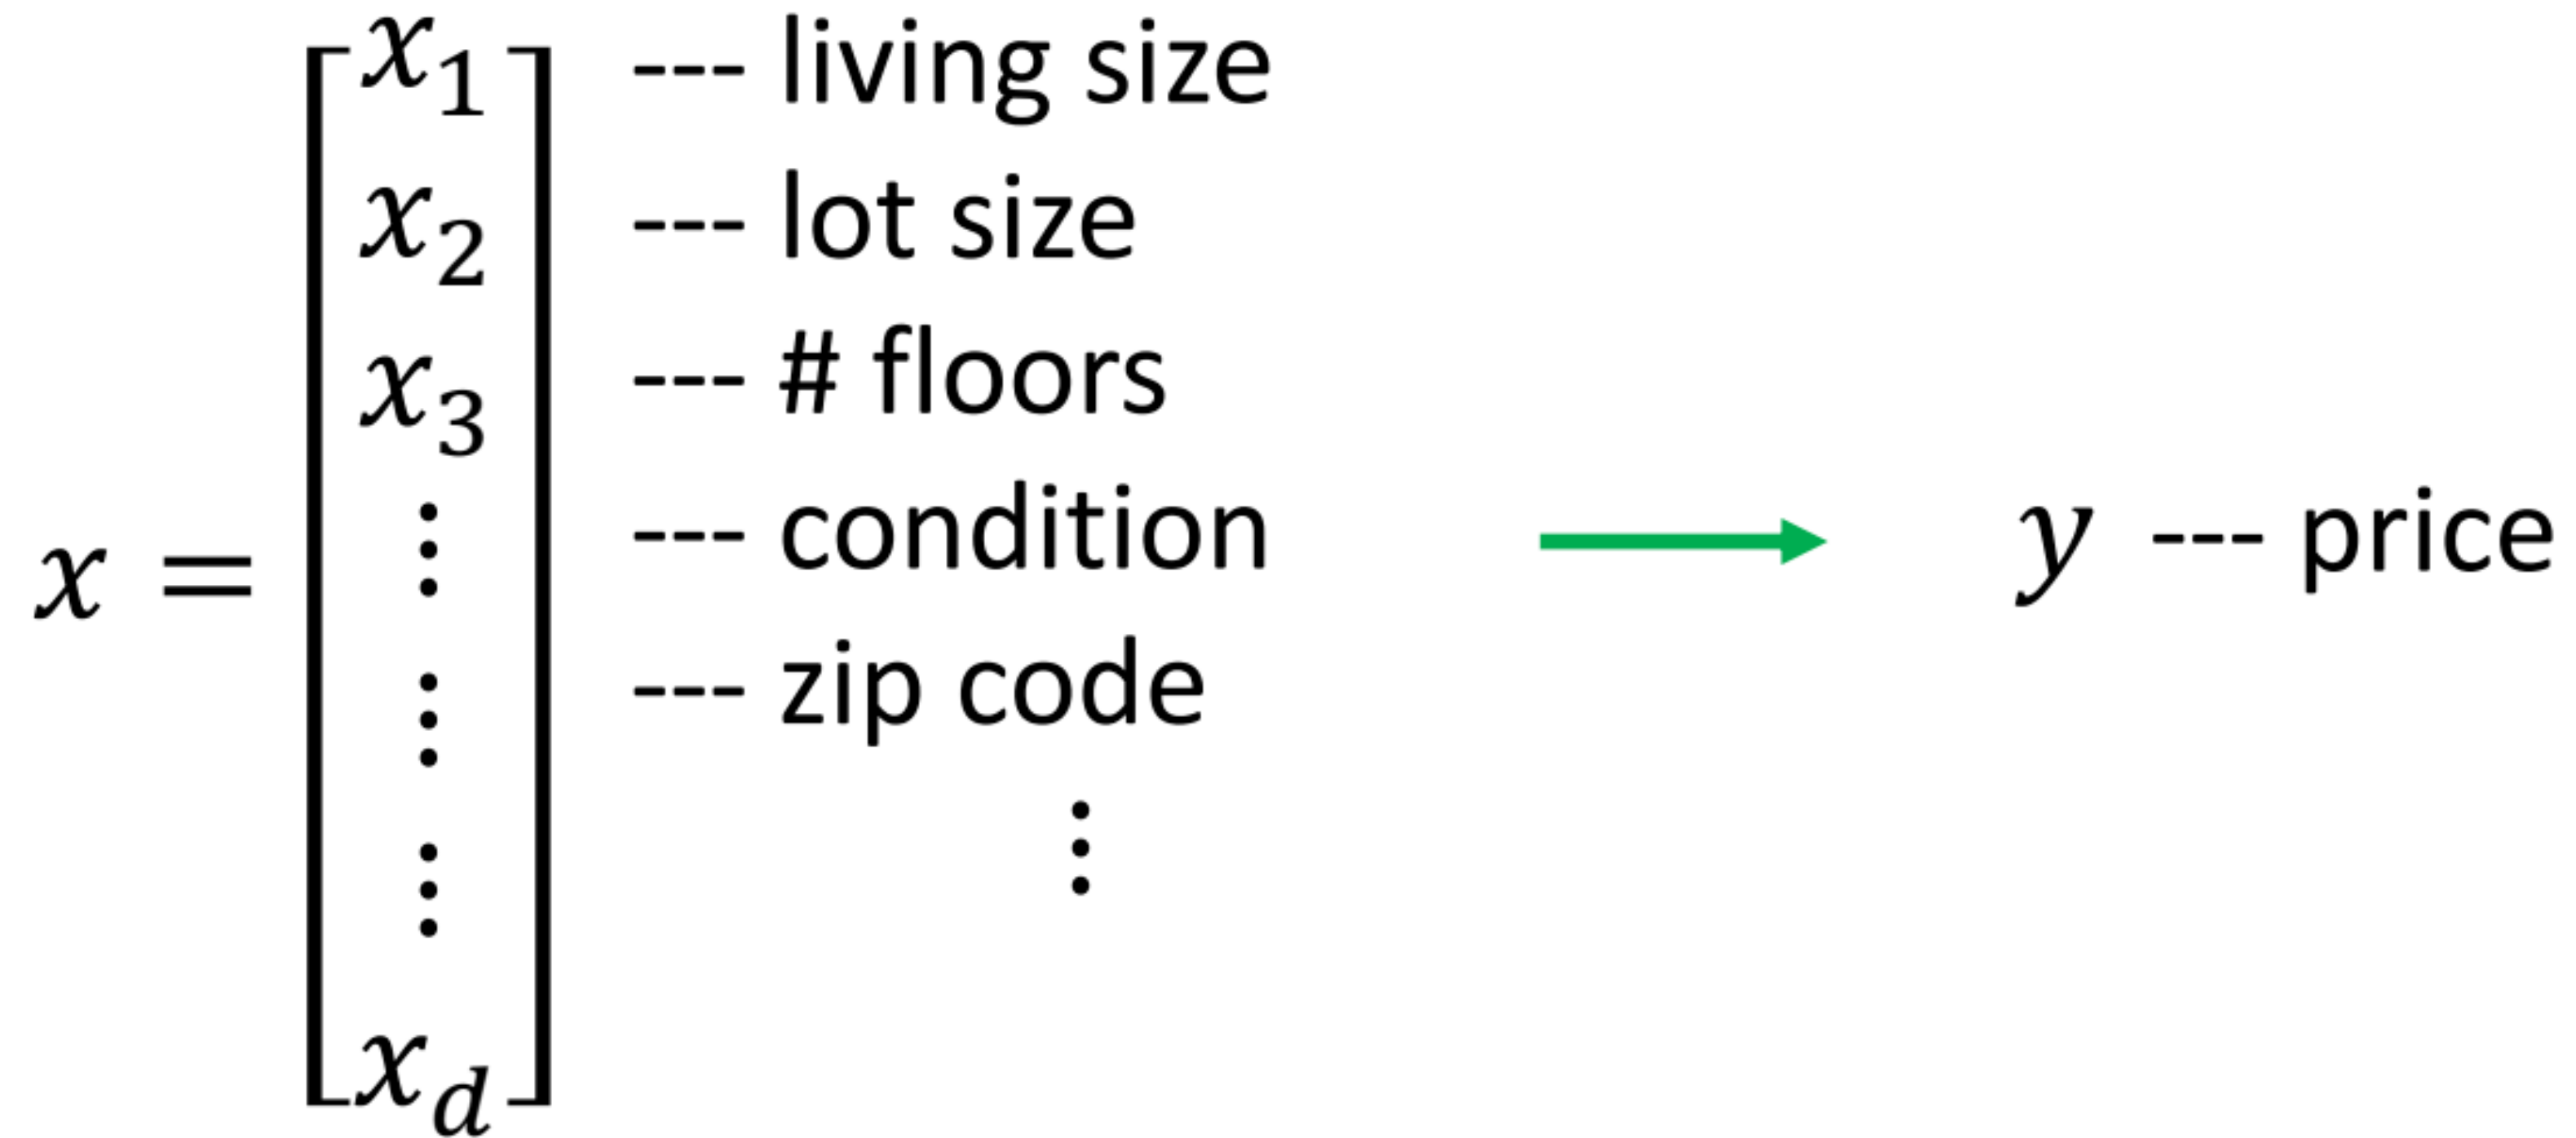 x₁ --- living size
x₂ --- lot size
x₃ --- # floors
⋮ --- condition
x = y --- price
⋮ --- zip code
⋮ ⋮
x_d